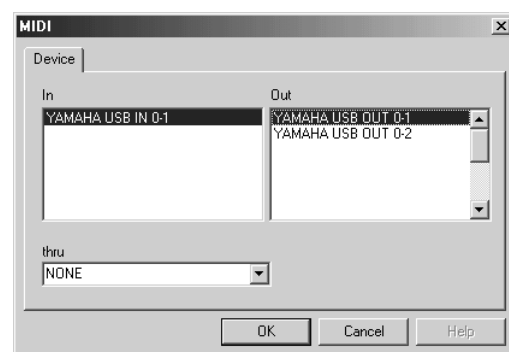 MIDI
Device
In
Out
YAMAHA USB IN 0-1
YAMAHA USB OUT 0-1
YAMAHA USB OUT 0-2
thru
NONE
OK
Cancel
Help